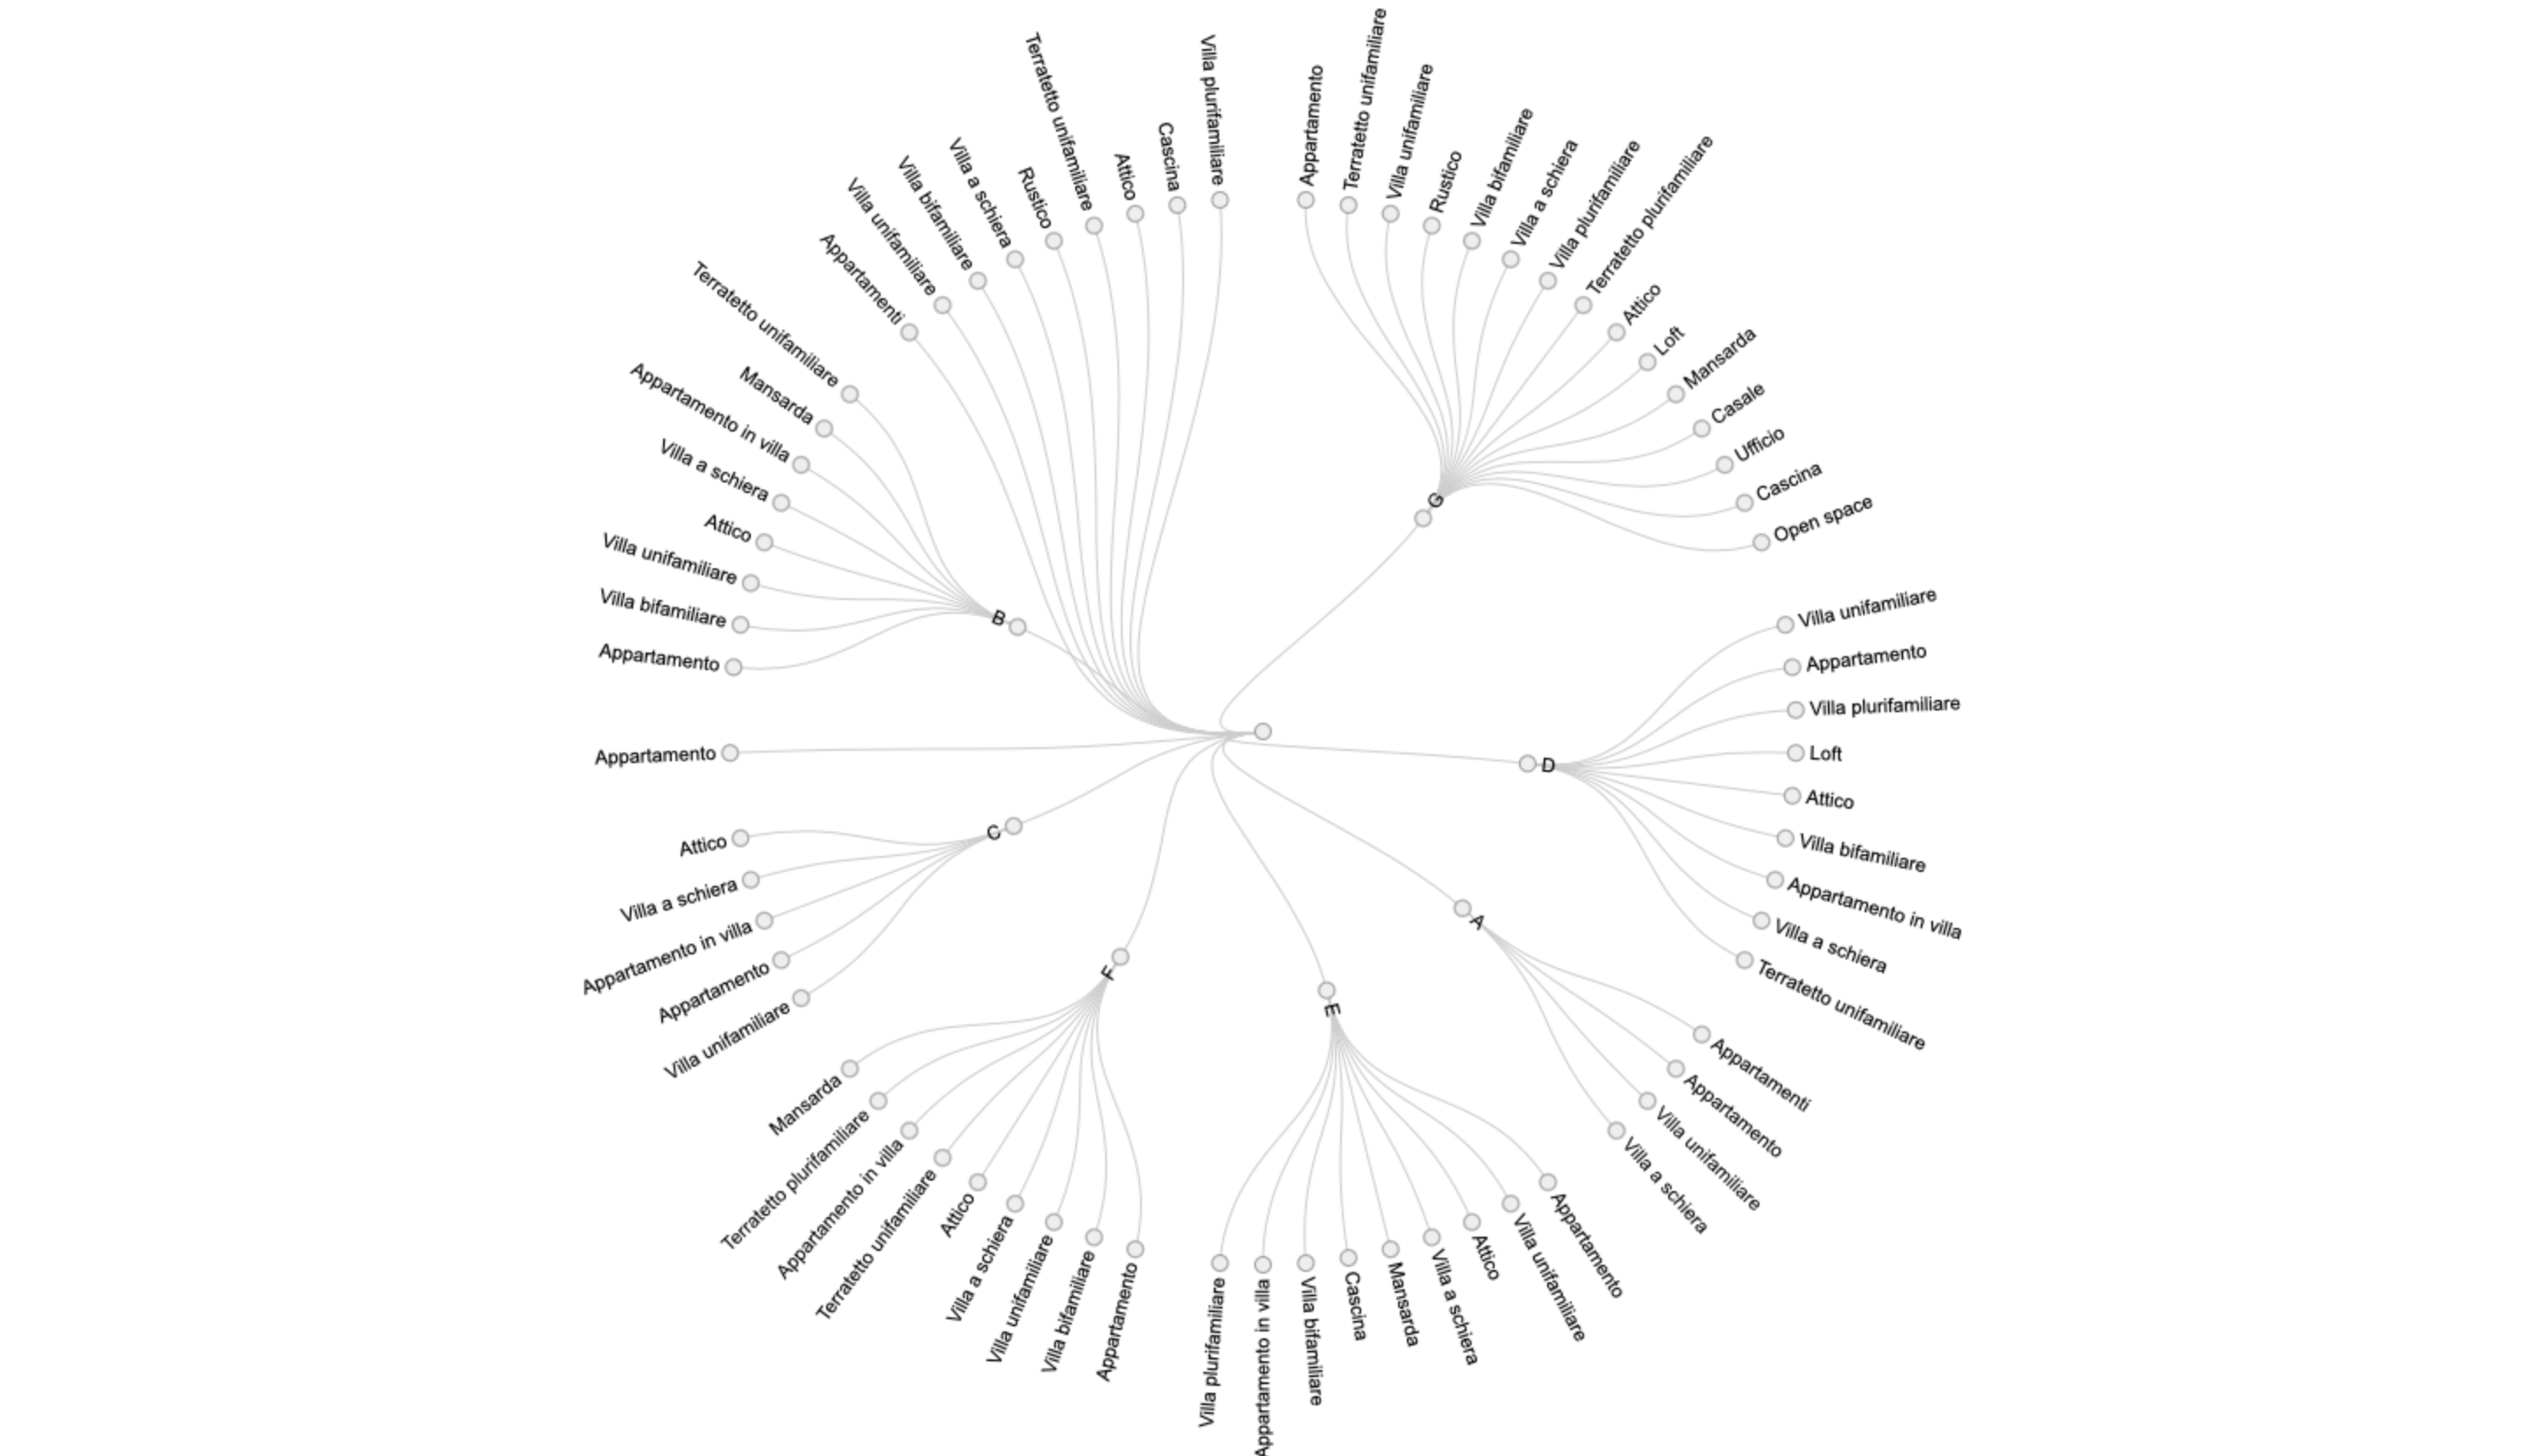 Appartamento
Terratetto unifamiliare
Villa unifamiliare
Rustico
Villa bifamiliare
Villa a schiera
Villa plurifamiliare
Terratetto plurifamiliare
Attico
Loft
Mansarda
Casale
Ufficio
Cascina
Open space
G
Villa unifamiliare
Appartamento
Villa plurifamiliare
Loft
Attico
Villa bifamiliare
Appartamento in villa
Villa a schiera
Terratetto unifamiliare
D
Appartamenti
Appartamento
Villa unifamiliare
Villa a schiera
A
Appartamento
Villa unifamiliare
Attico
Villa a schiera
Mansarda
Cascina
Villa bifamiliare
Appartamento in villa
Villa plurifamiliare
E
Appartamento
Villa bifamiliare
Villa unifamiliare
Villa a schiera
Attico
Terratetto unifamiliare
Appartamento in villa
Terratetto plurifamiliare
Mansarda
F
Villa unifamiliare
Appartamento
Appartamento in villa
Villa a schiera
Attico
C
Appartamento
Appartamento
Villa bifamiliare
Villa unifamiliare
Attico
Villa a schiera
Appartamento in villa
Mansarda
Terratetto unifamiliare
B
Appartamenti
Villa unifamiliare
Villa bifamiliare
Villa a schiera
Rustico
Terratetto unifamiliare
Attico
Cascina
Villa plurifamiliare